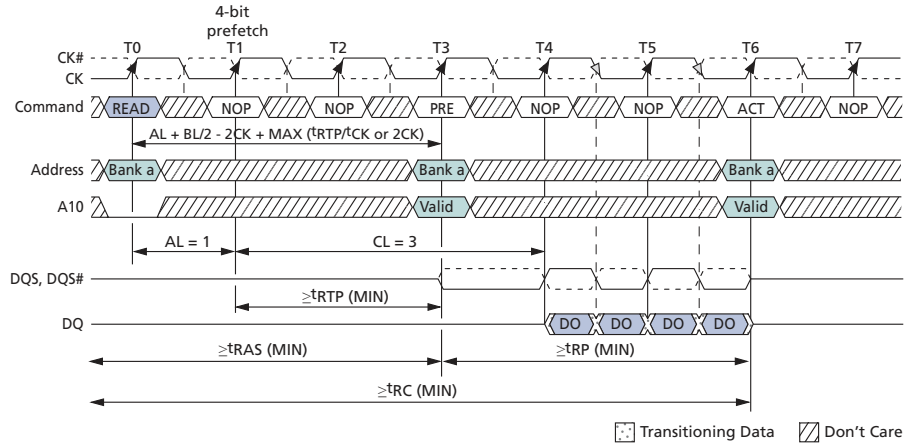 4-bit
prefetch
T0 T1 T2 T3 T4 T5 T6 T7
CK#
CK
Command READ NOP NOP PRE NOP NOP ACT NOP
AL + BL/2 - 2CK + MAX (tRTP/tCK or 2CK)
Address Bank a Bank a Bank a
A10 Valid Valid
AL = 1 CL = 3
DQS, DQS#
≥tRTP (MIN)
DQ DO DO DO DO
≥tRAS (MIN) ≥tRP (MIN)
≥tRC (MIN)
Transitioning Data Don't Care